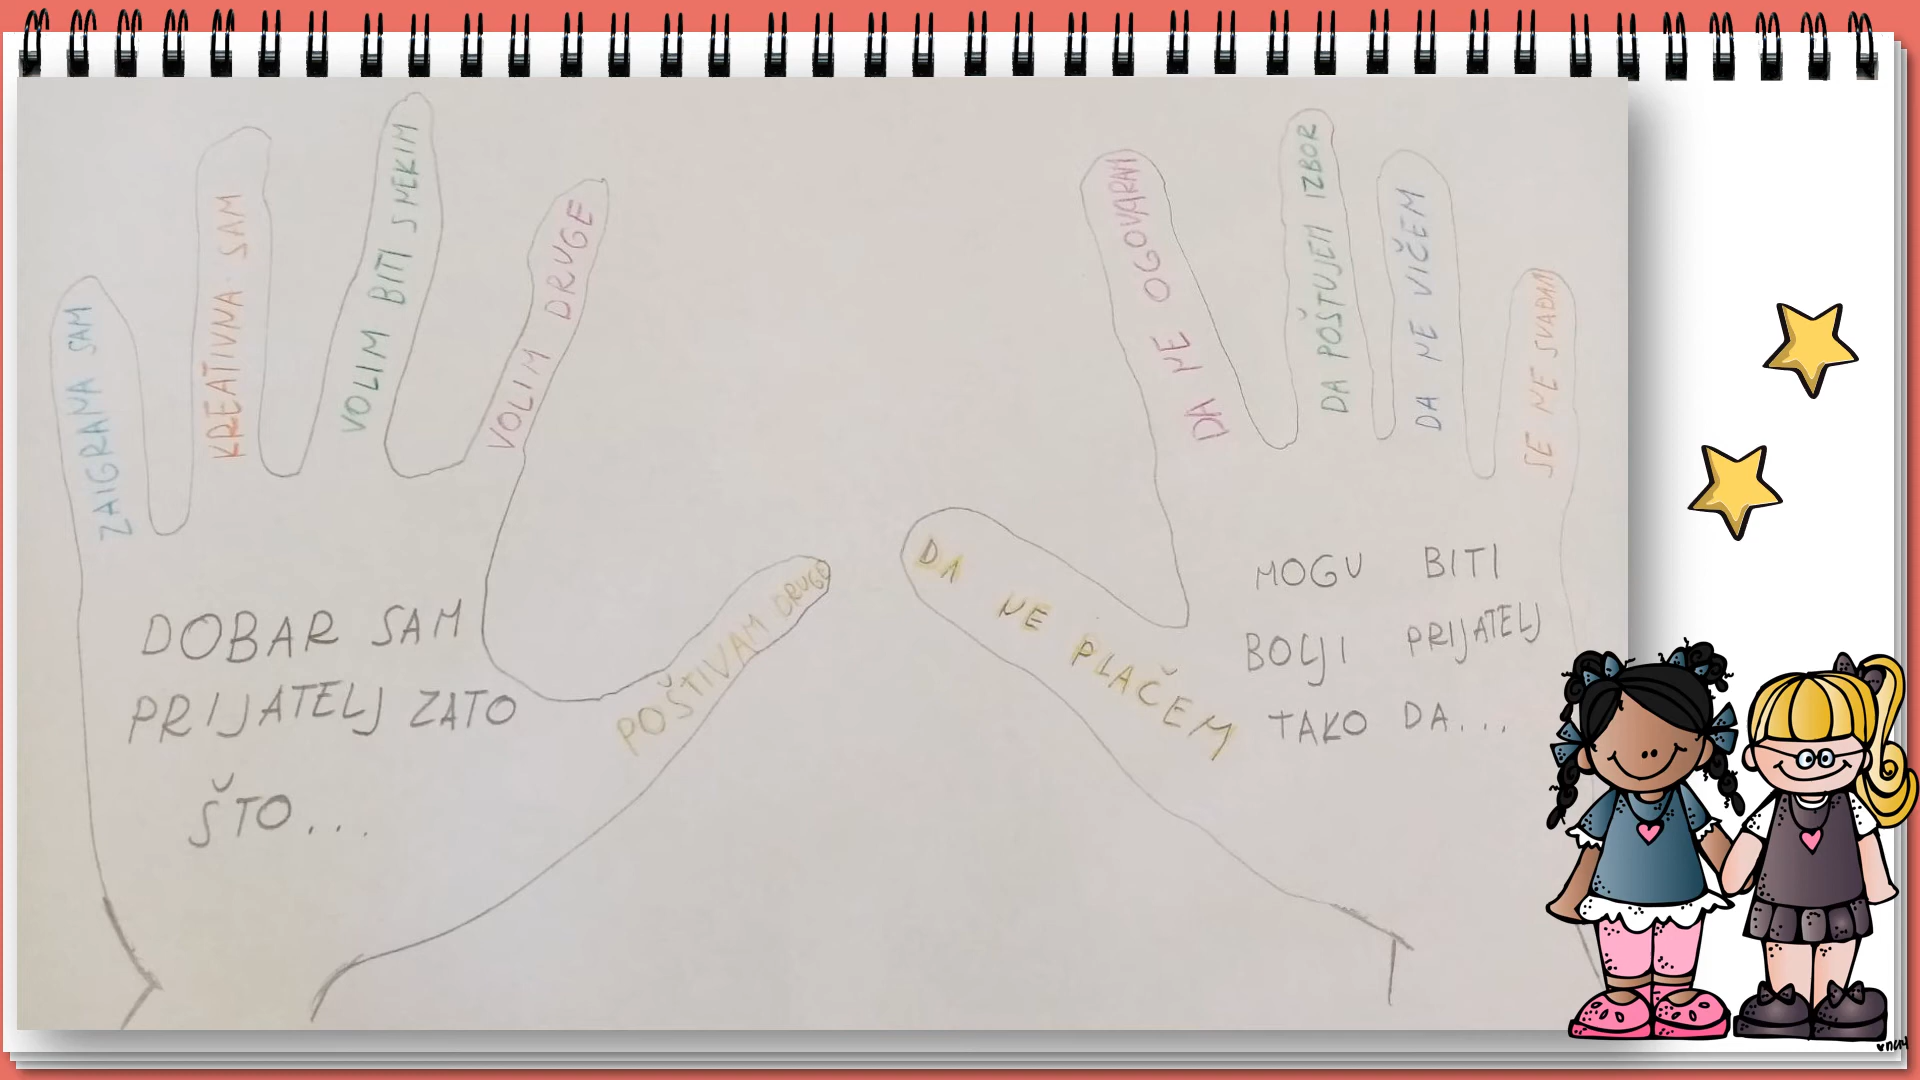 ZAIGRANA SAM
KREATIVNA SAM
VOLIM BITI S NEKIM
VOLIM DRUGE
POŠTIVAM DRUGE
DOBAR SAM
PRIJATELJ ZATO
ŠTO...
DA NE PLAČEM
DA NE OGOVARAM
DA POŠTUJEM IZBOR
DA NE VIČEM
SE NE SVAĐAM
MOGU BITI
BOLJI PRIJATELJ
TAKO DA...